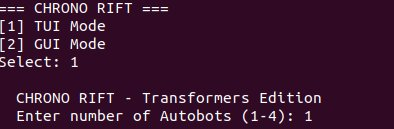 === CHRONO RIFT ===
[1] TUI Mode
[2] GUI Mode
Select: 1
CHRONO RIFT - Transformers Edition
Enter number of Autobots (1-4): 1